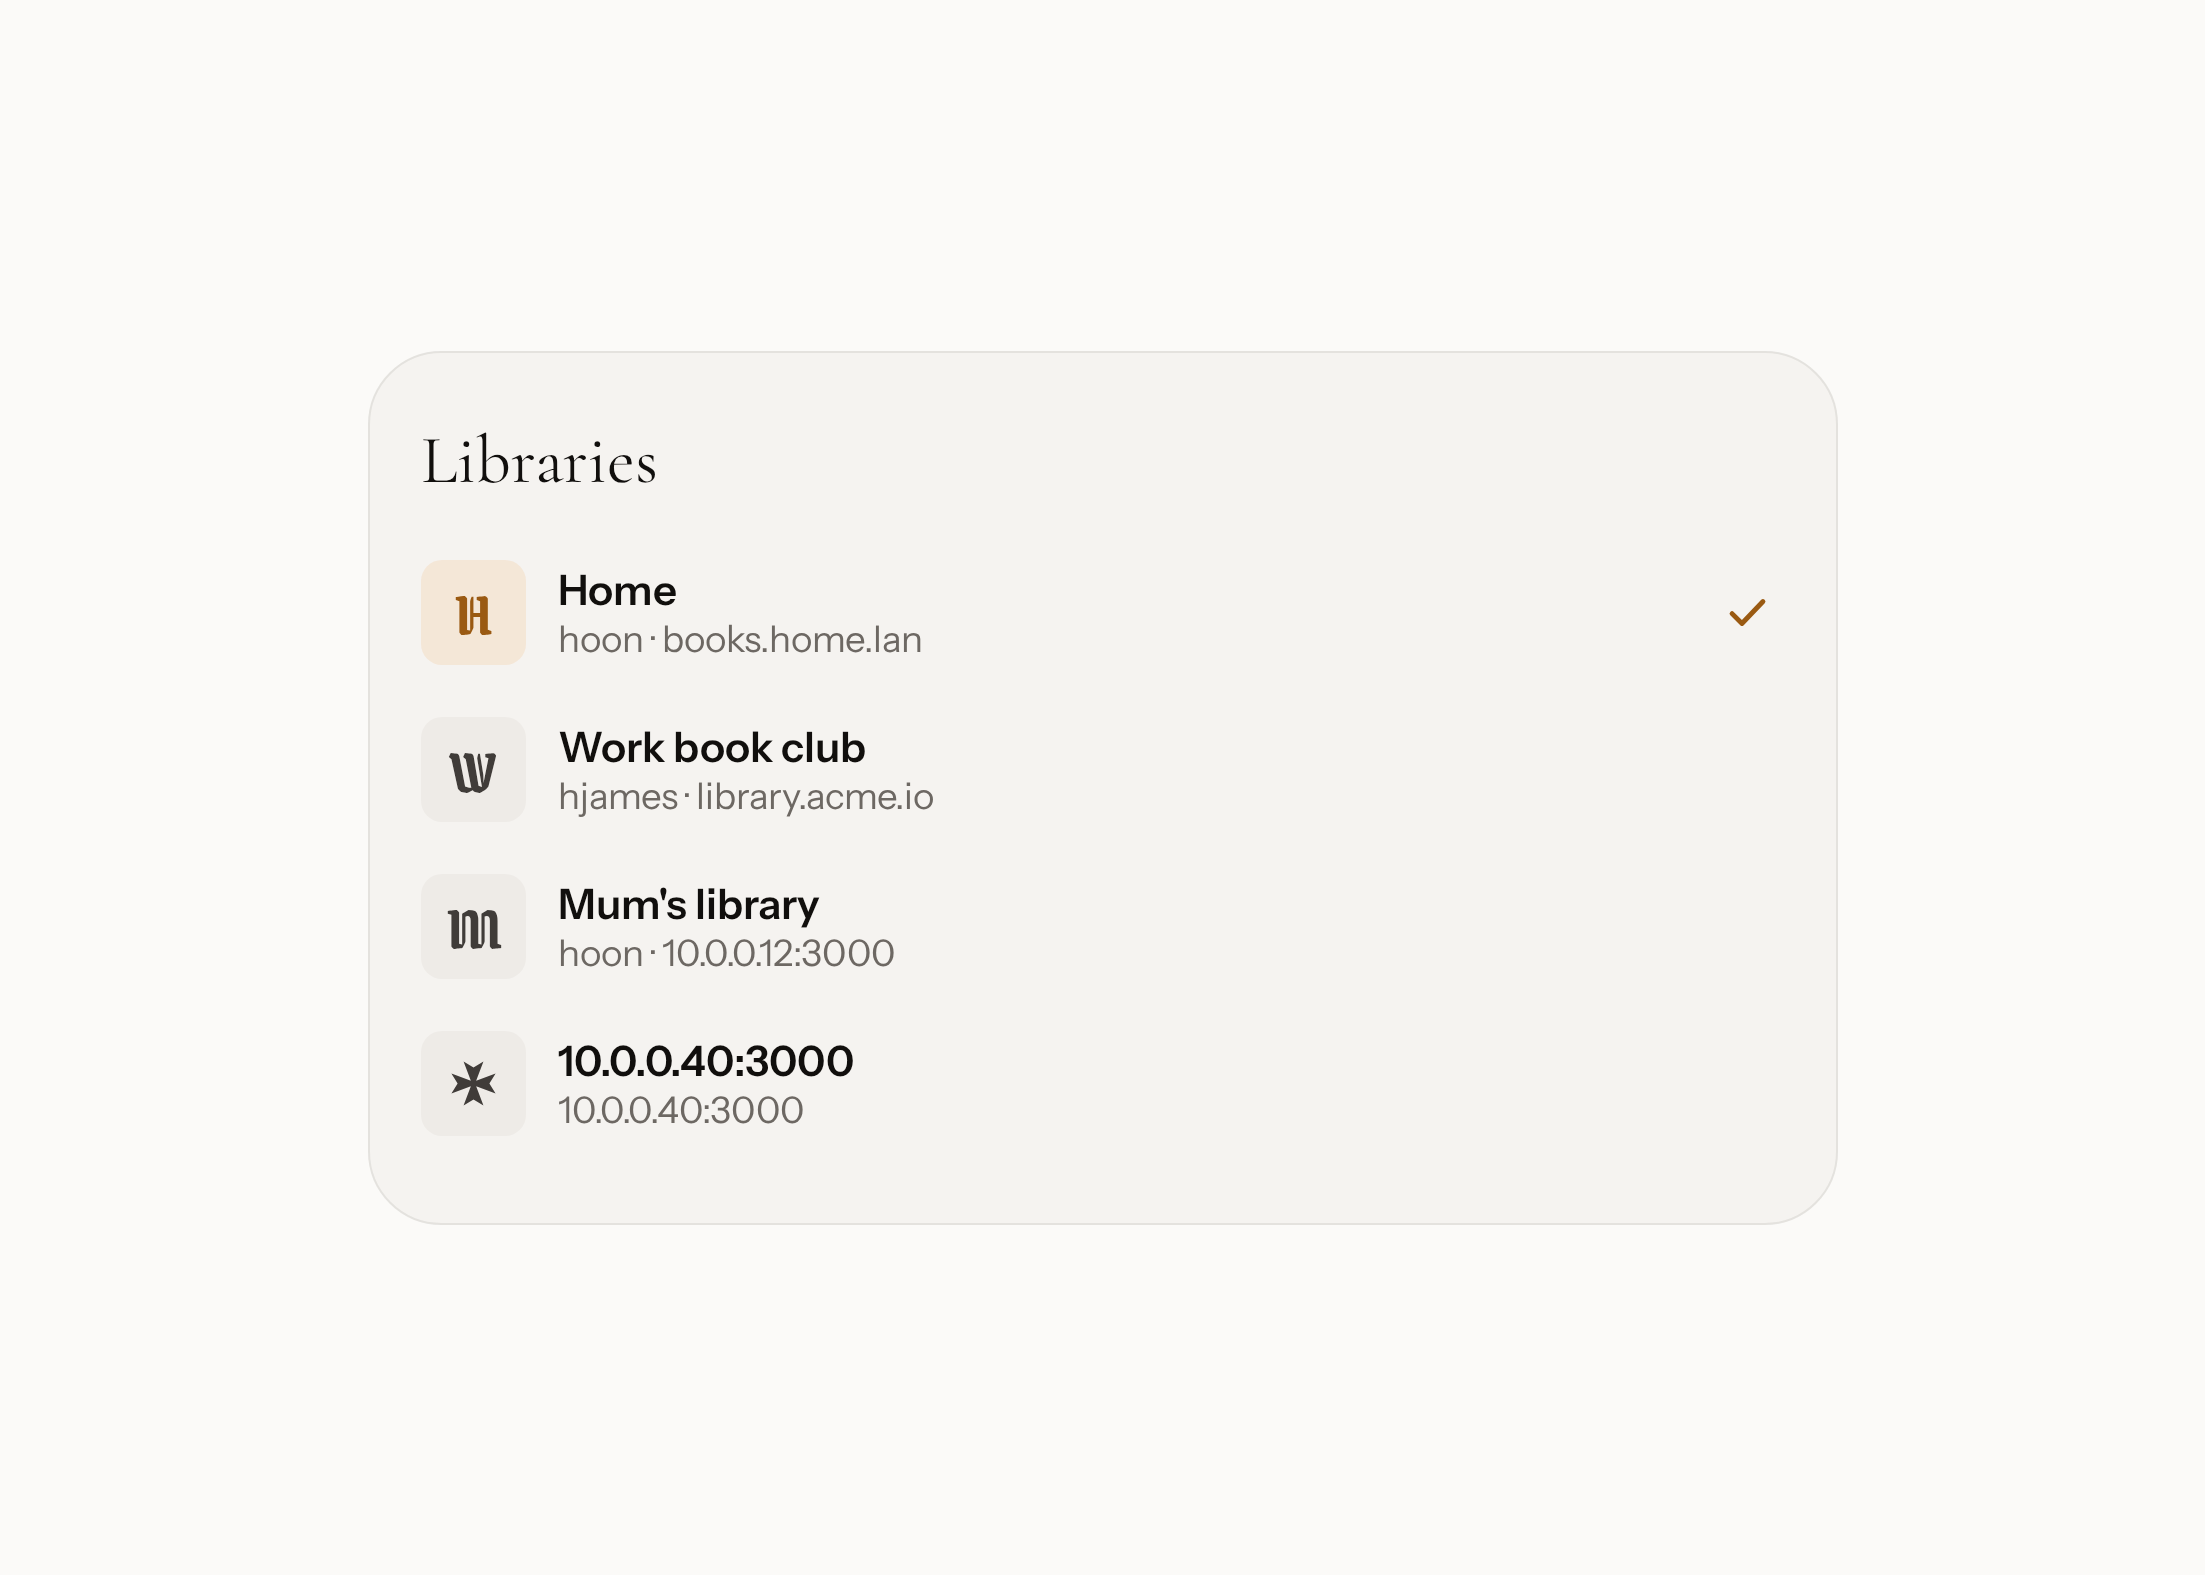 Libraries
H
Home
hoon · books.home.lan
W
Work book club
hjames · library.acme.io
M
Mum's library
hoon · 10.0.0.12:3000
✠
10.0.0.40:3000
10.0.0.40:3000